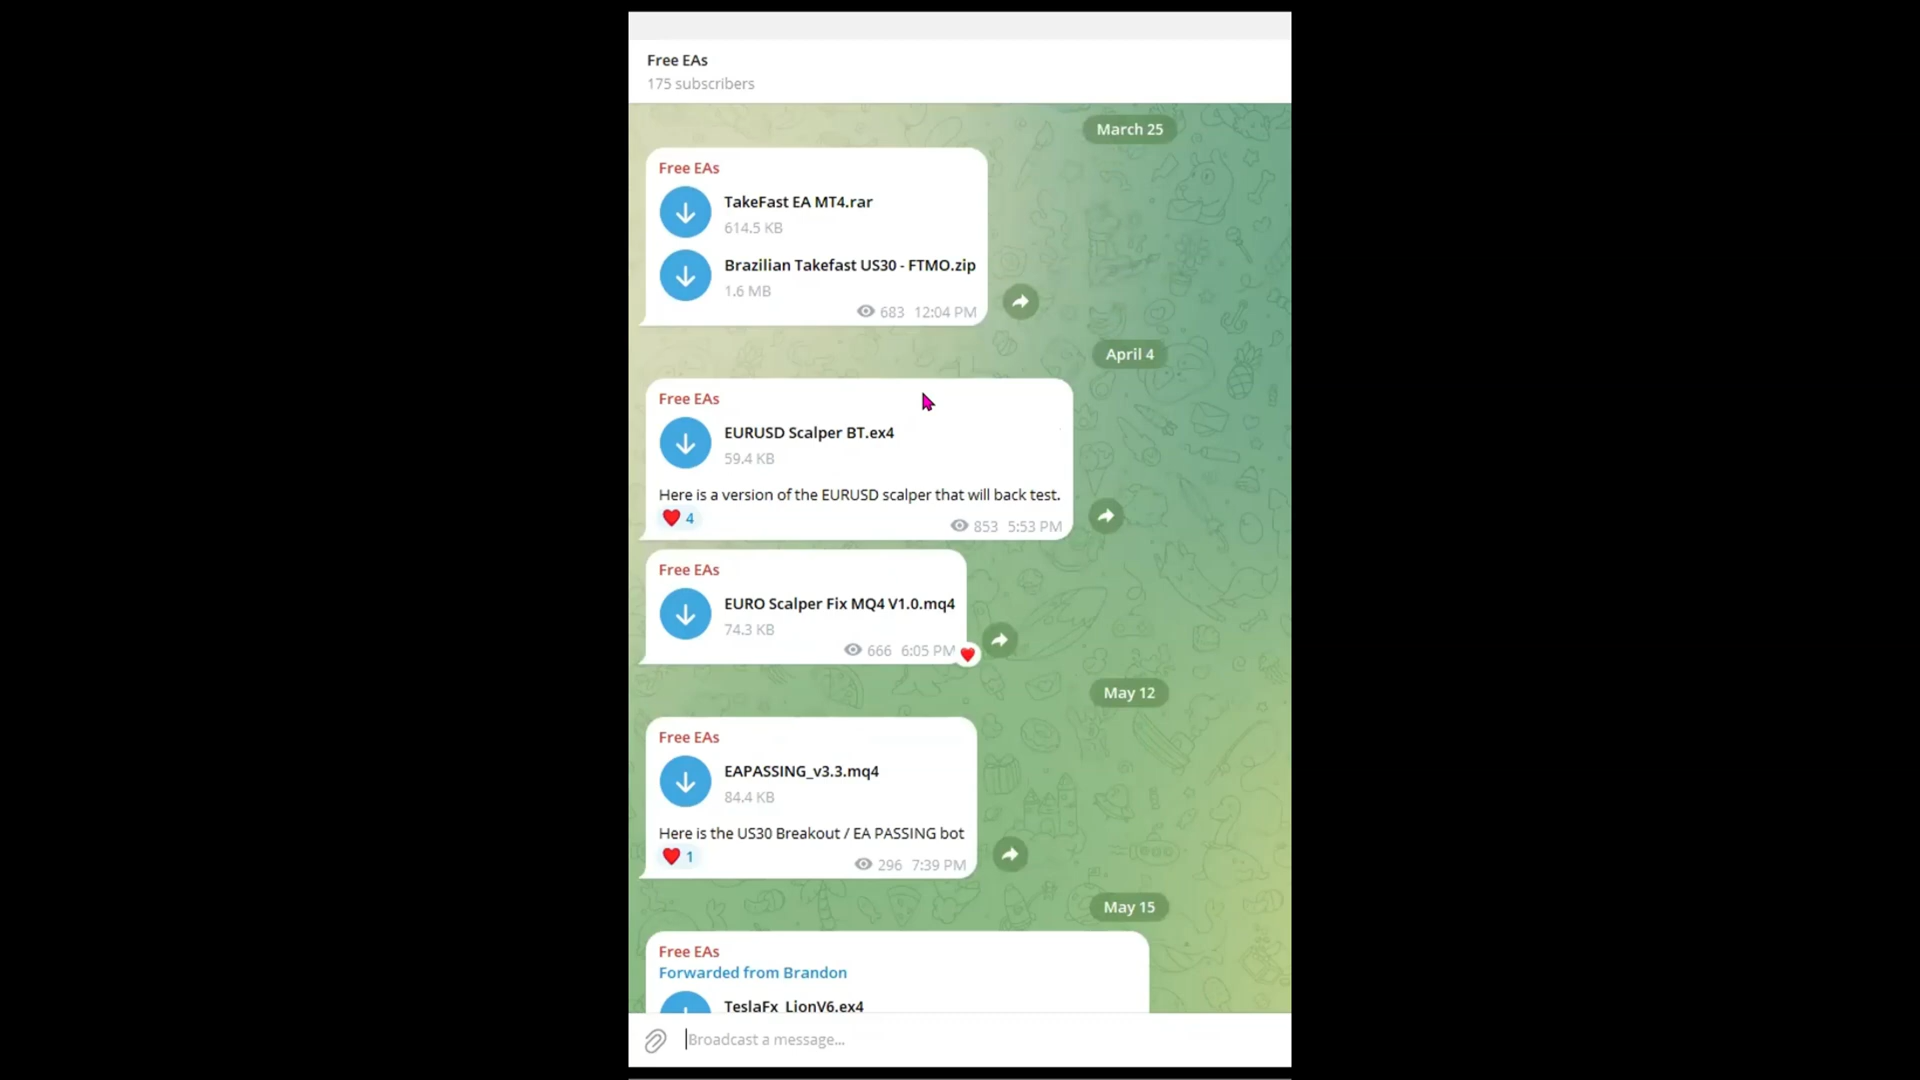 Free EAs
175 subscribers
March 25
Free EAs
TakeFast EA MT4.rar
614.5 KB
Brazilian Takefast US30 - FTMO.zip
1.6 MB
683 12:04 PM
April 4
Free EAs
EURUSD Scalper BT.ex4
59.4 KB
Here is a version of the EURUSD scalper that will back test.
4
853 5:53 PM
Free EAs
EURO Scalper Fix MQ4 V1.0.mq4
74.3 KB
666 6:05 PM
May 12
Free EAs
EAPASSING_v3.3.mq4
84.4 KB
Here is the US30 Breakout / EA PASSING bot
1
296 7:39 PM
May 15
Free EAs
Forwarded from Brandon
TeslaFx_LionV6.ex4
Broadcast a message...